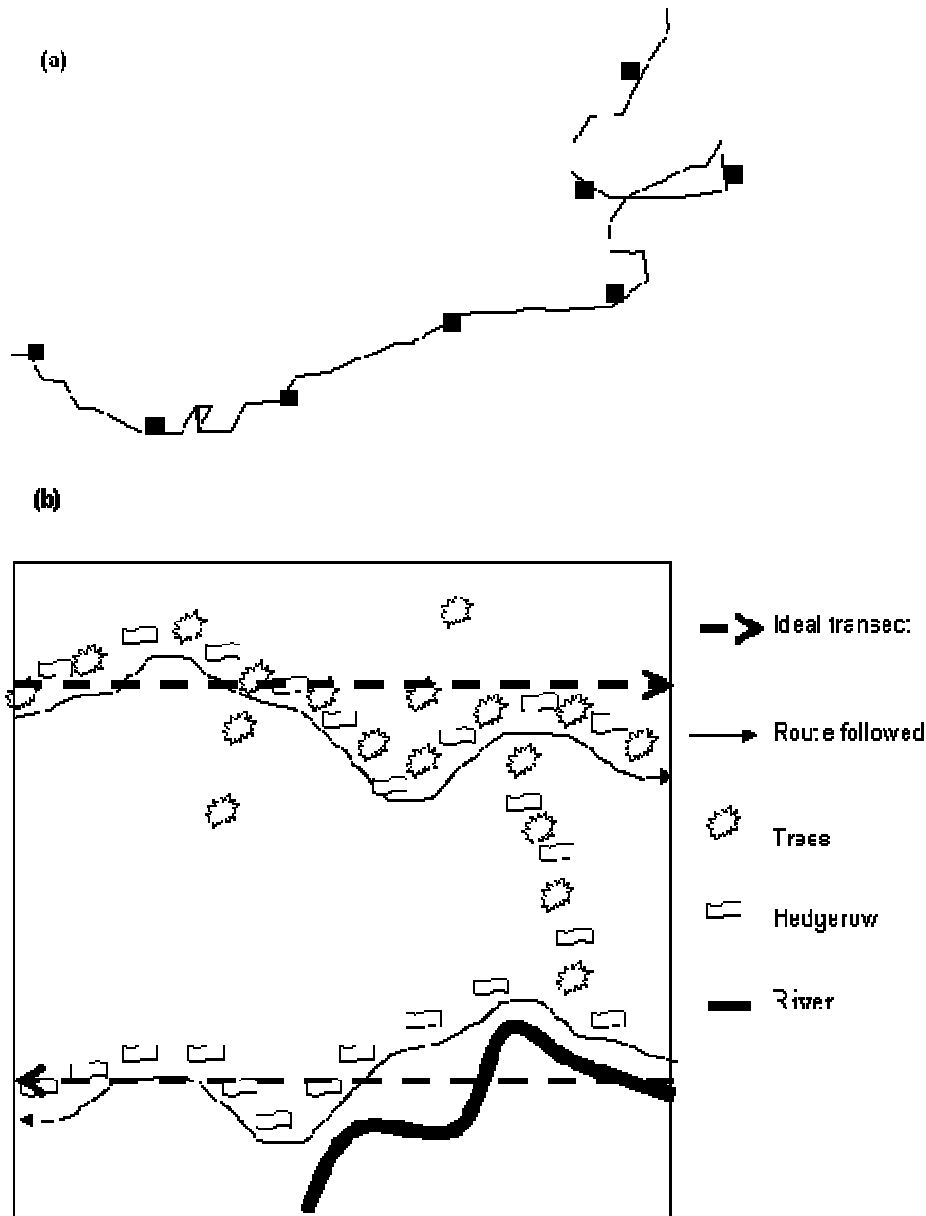 (a)
(b)
Ideal transect
Route followed
Trees
Hedgerow
River